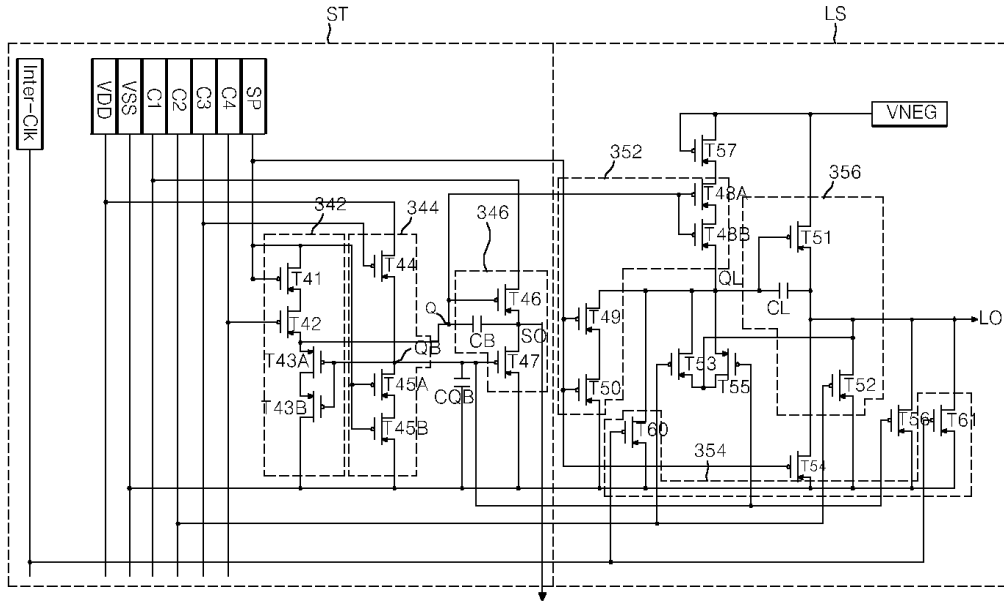 ST
LS
Inter-Clk
VDD
VSS
C1
C2
C3
C4
SP
VNEG
T57
352
356
T48A
342
344
T48B
346
T51
T41
T44
QL
T46
Q
CL
T42
T49
LO
CB
SO
QB
T43A
T47
T53
T55
T52
T45A
T50
CQB
T43B
T45B
T60
T56
T61
354
T54